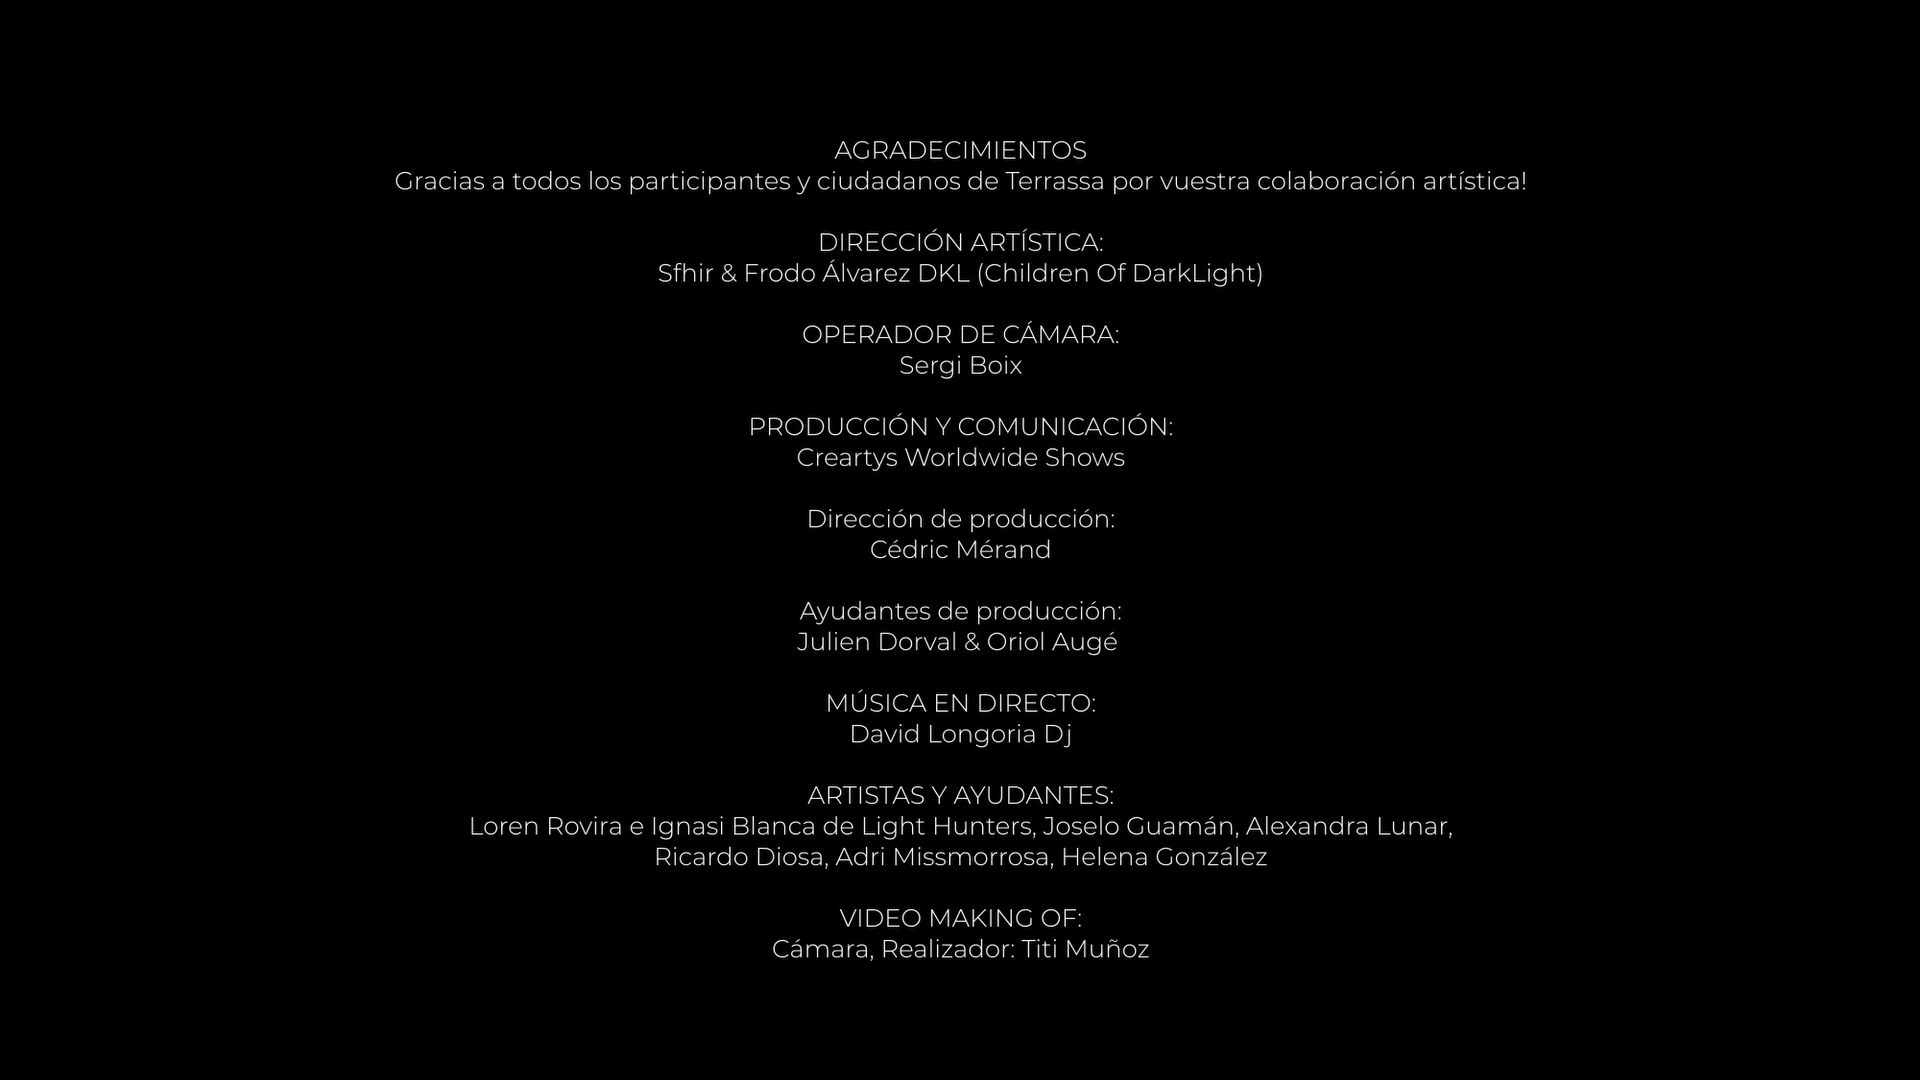 AGRADECIMIENTOS
Gracias a todos los participantes y ciudadanos de Terrassa por vuestra colaboración artística!
DIRECCIÓN ARTÍSTICA:
Sfhir & Frodo Álvarez DKL (Children Of DarkLight)
OPERADOR DE CÁMARA:
Sergi Boix
PRODUCCIÓN Y COMUNICACIÓN:
Creartys Worldwide Shows
Dirección de producción:
Cédric Mérand
Ayudantes de producción:
Julien Dorval & Oriol Augé
MÚSICA EN DIRECTO:
David Longoria Dj
ARTISTAS Y AYUDANTES:
Loren Rovira e Ignasi Blanca de Light Hunters, Joselo Guamán, Alexandra Lunar,
Ricardo Diosa, Adri Missmorrosa, Helena González
VIDEO MAKING OF:
Cámara, Realizador: Titi Muñoz